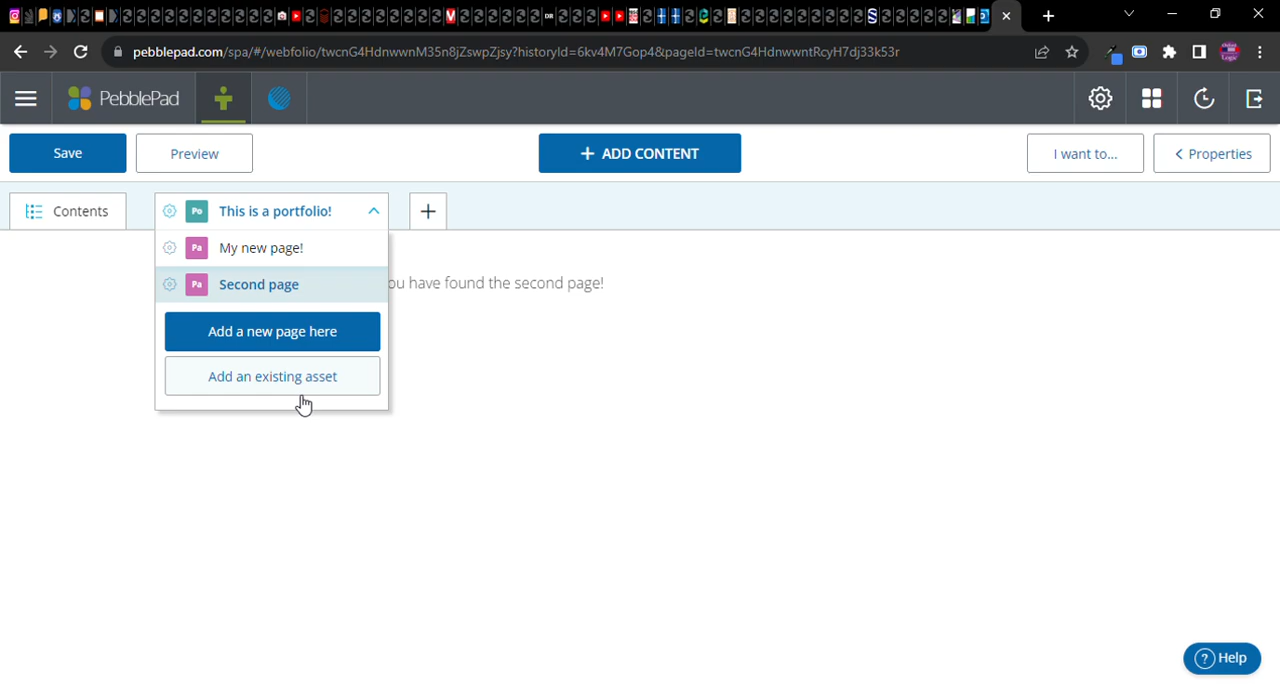 pebblepad.com/spa/#/webfolio/twcnG4HdnwwnM35n8jZswpZjsy?historyId=6kv4M7Gop4&pageId=twcnG4HdnwwntRcyH7dj33k53r
PebblePad
Save
Preview
+ ADD CONTENT
I want to...
< Properties
Contents
Po This is a portfolio!
+
Pa My new page!
Pa Second page
ou have found the second page!
Add a new page here
Add an existing asset
? Help